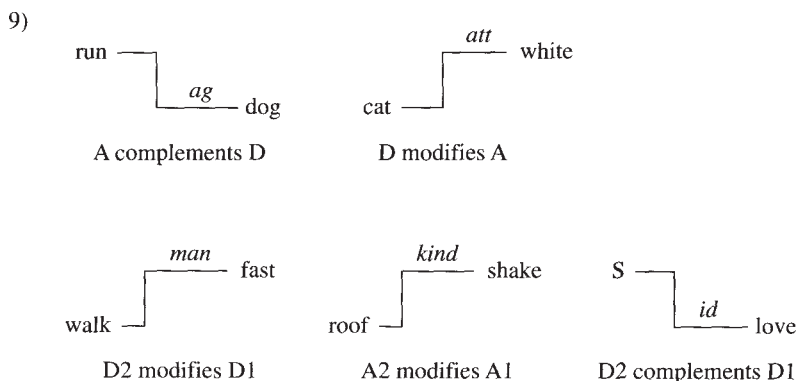 9)
run ag dog
att white cat
A complements D D modifies A
man fast walk
kind shake roof
S id love
D2 modifies D1 A2 modifies A1 D2 complements D1